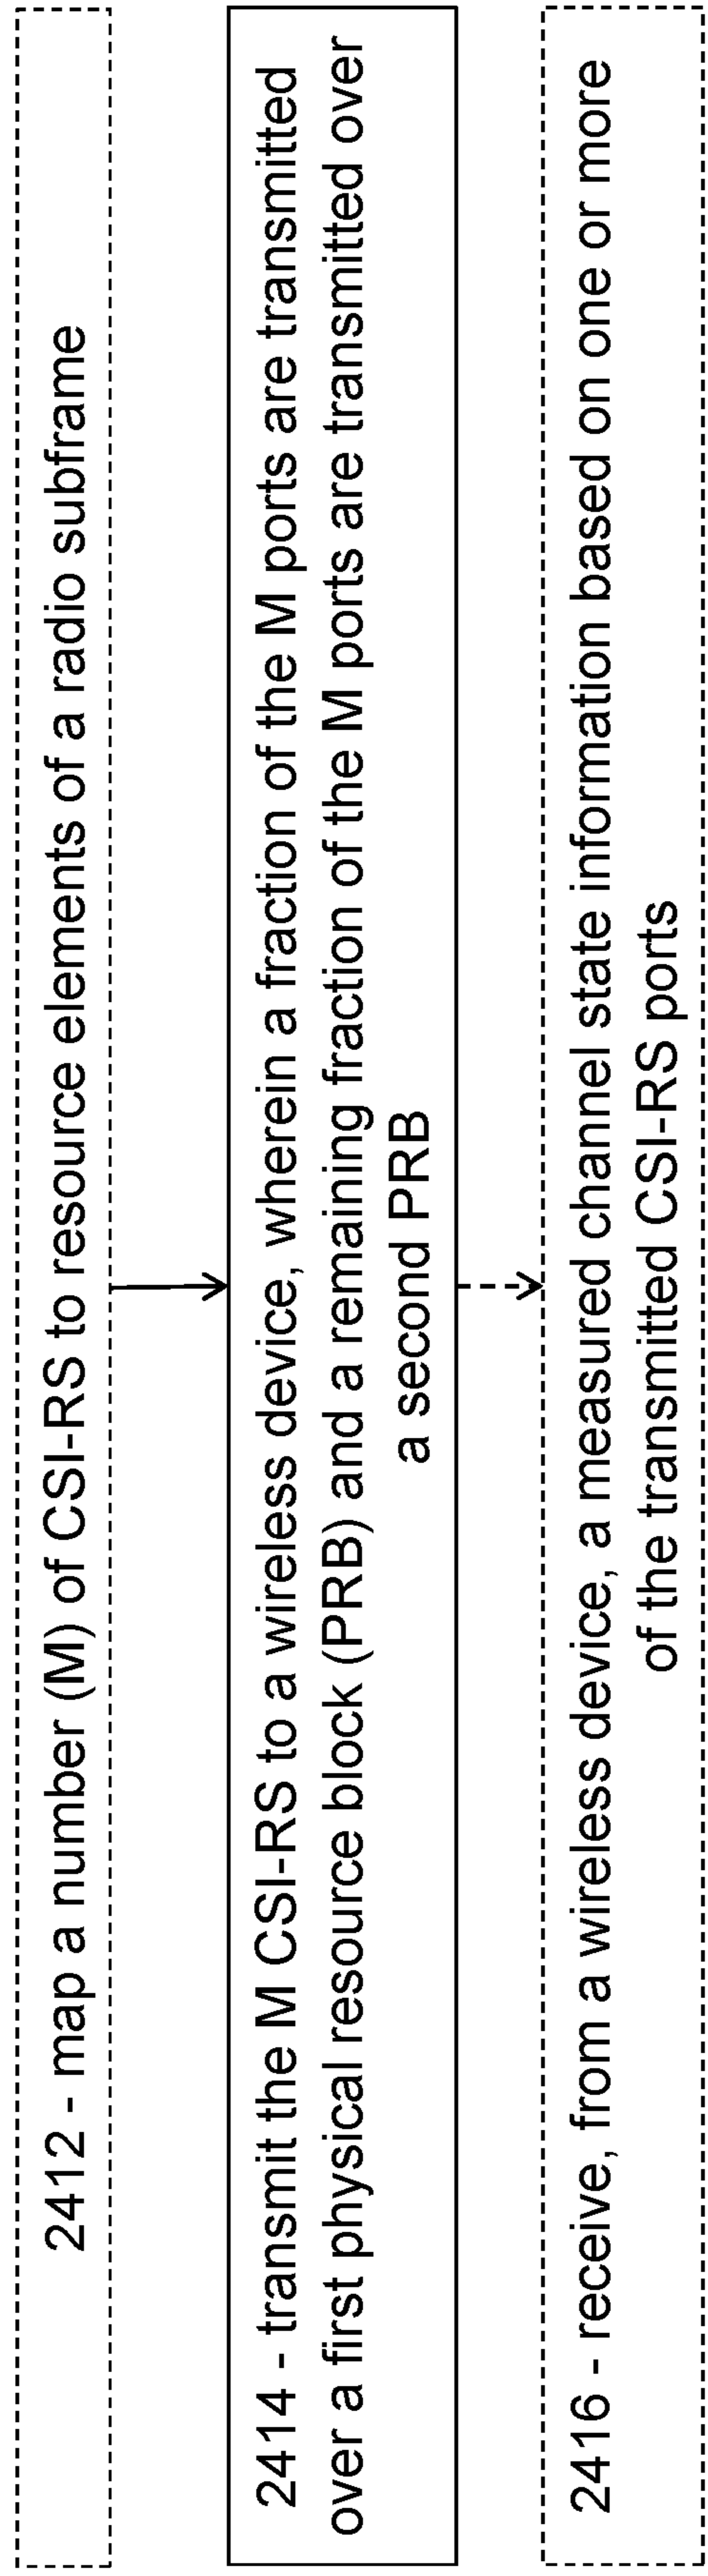 2412 - map a number (M) of CSI-RS to resource elements of a radio subframe
2414 - transmit the M CSI-RS to a wireless device, wherein a fraction of the M ports are transmitted
over a first physical resource block (PRB) and a remaining fraction of the M ports are transmitted over
a second PRB
2416 - receive, from a wireless device, a measured channel state information based on one or more
of the transmitted CSI-RS ports